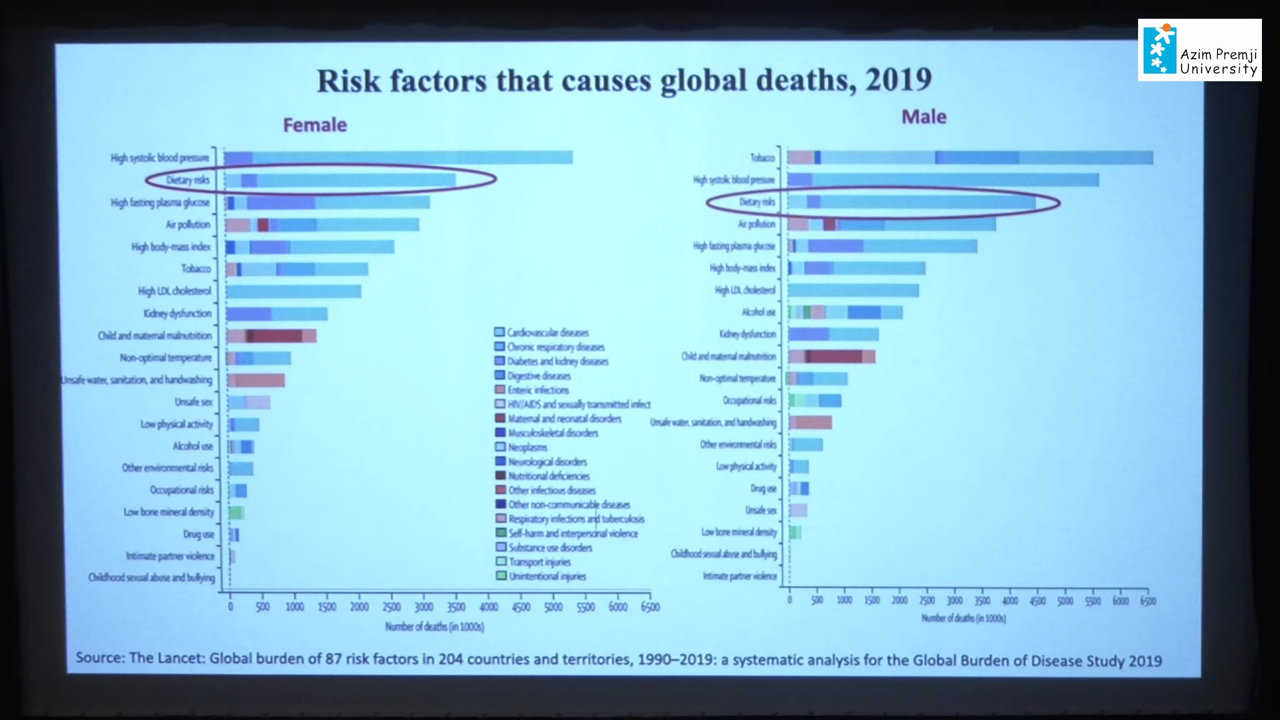 Azim Premji
University
Risk factors that causes global deaths, 2019
Female
High systolic blood pressure
Dietary risks
High fasting plasma glucose
Air pollution
High body-mass index
Tobacco
High LDL cholesterol
Kidney dysfunction
Child and maternal malnutrition
Non-optimal temperature
Unsafe water, sanitation, and handwashing
Unsafe sex
Low physical activity
Alcohol use
Other environmental risks
Occupational risks
Low bone mineral density
Drug use
Intimate partner violence
Childhood sexual abuse and bullying
0 500 1000 1500 2000 2500 3000 3500 4000 4500 5000 5500 6000 6500
Number of deaths (in 1000s)
Cardiovascular diseases
Chronic respiratory diseases
Diabetes and kidney diseases
Digestive diseases
Enteric infections
HIV/AIDS and sexually transmitted infect
Maternal and neonatal disorders
Musculoskeletal disorders
Neoplasms
Neurological disorders
Nutritional deficiencies
Other infectious diseases
Other non-communicable diseases
Respiratory infections and tuberculosis
Self-harm and interpersonal violence
Substance use disorders
Transport injuries
Unintentional injuries
Male
Tobacco
High systolic blood pressure
Dietary risks
Air pollution
High fasting plasma glucose
High body-mass index
High LDL cholesterol
Alcohol use
Kidney dysfunction
Child and maternal malnutrition
Non-optimal temperature
Occupational risks
Unsafe water, sanitation, and handwashing
Other environmental risks
Low physical activity
Drug use
Unsafe sex
Low bone mineral density
Childhood sexual abuse and bullying
Intimate partner violence
0 500 1000 1500 2000 2500 3000 3500 4000 4500 5000 5500 6000 6500
Number of deaths (in 1000s)
Source: The Lancet: Global burden of 87 risk factors in 204 countries and territories, 1990–2019: a systematic analysis for the Global Burden of Disease Study 2019